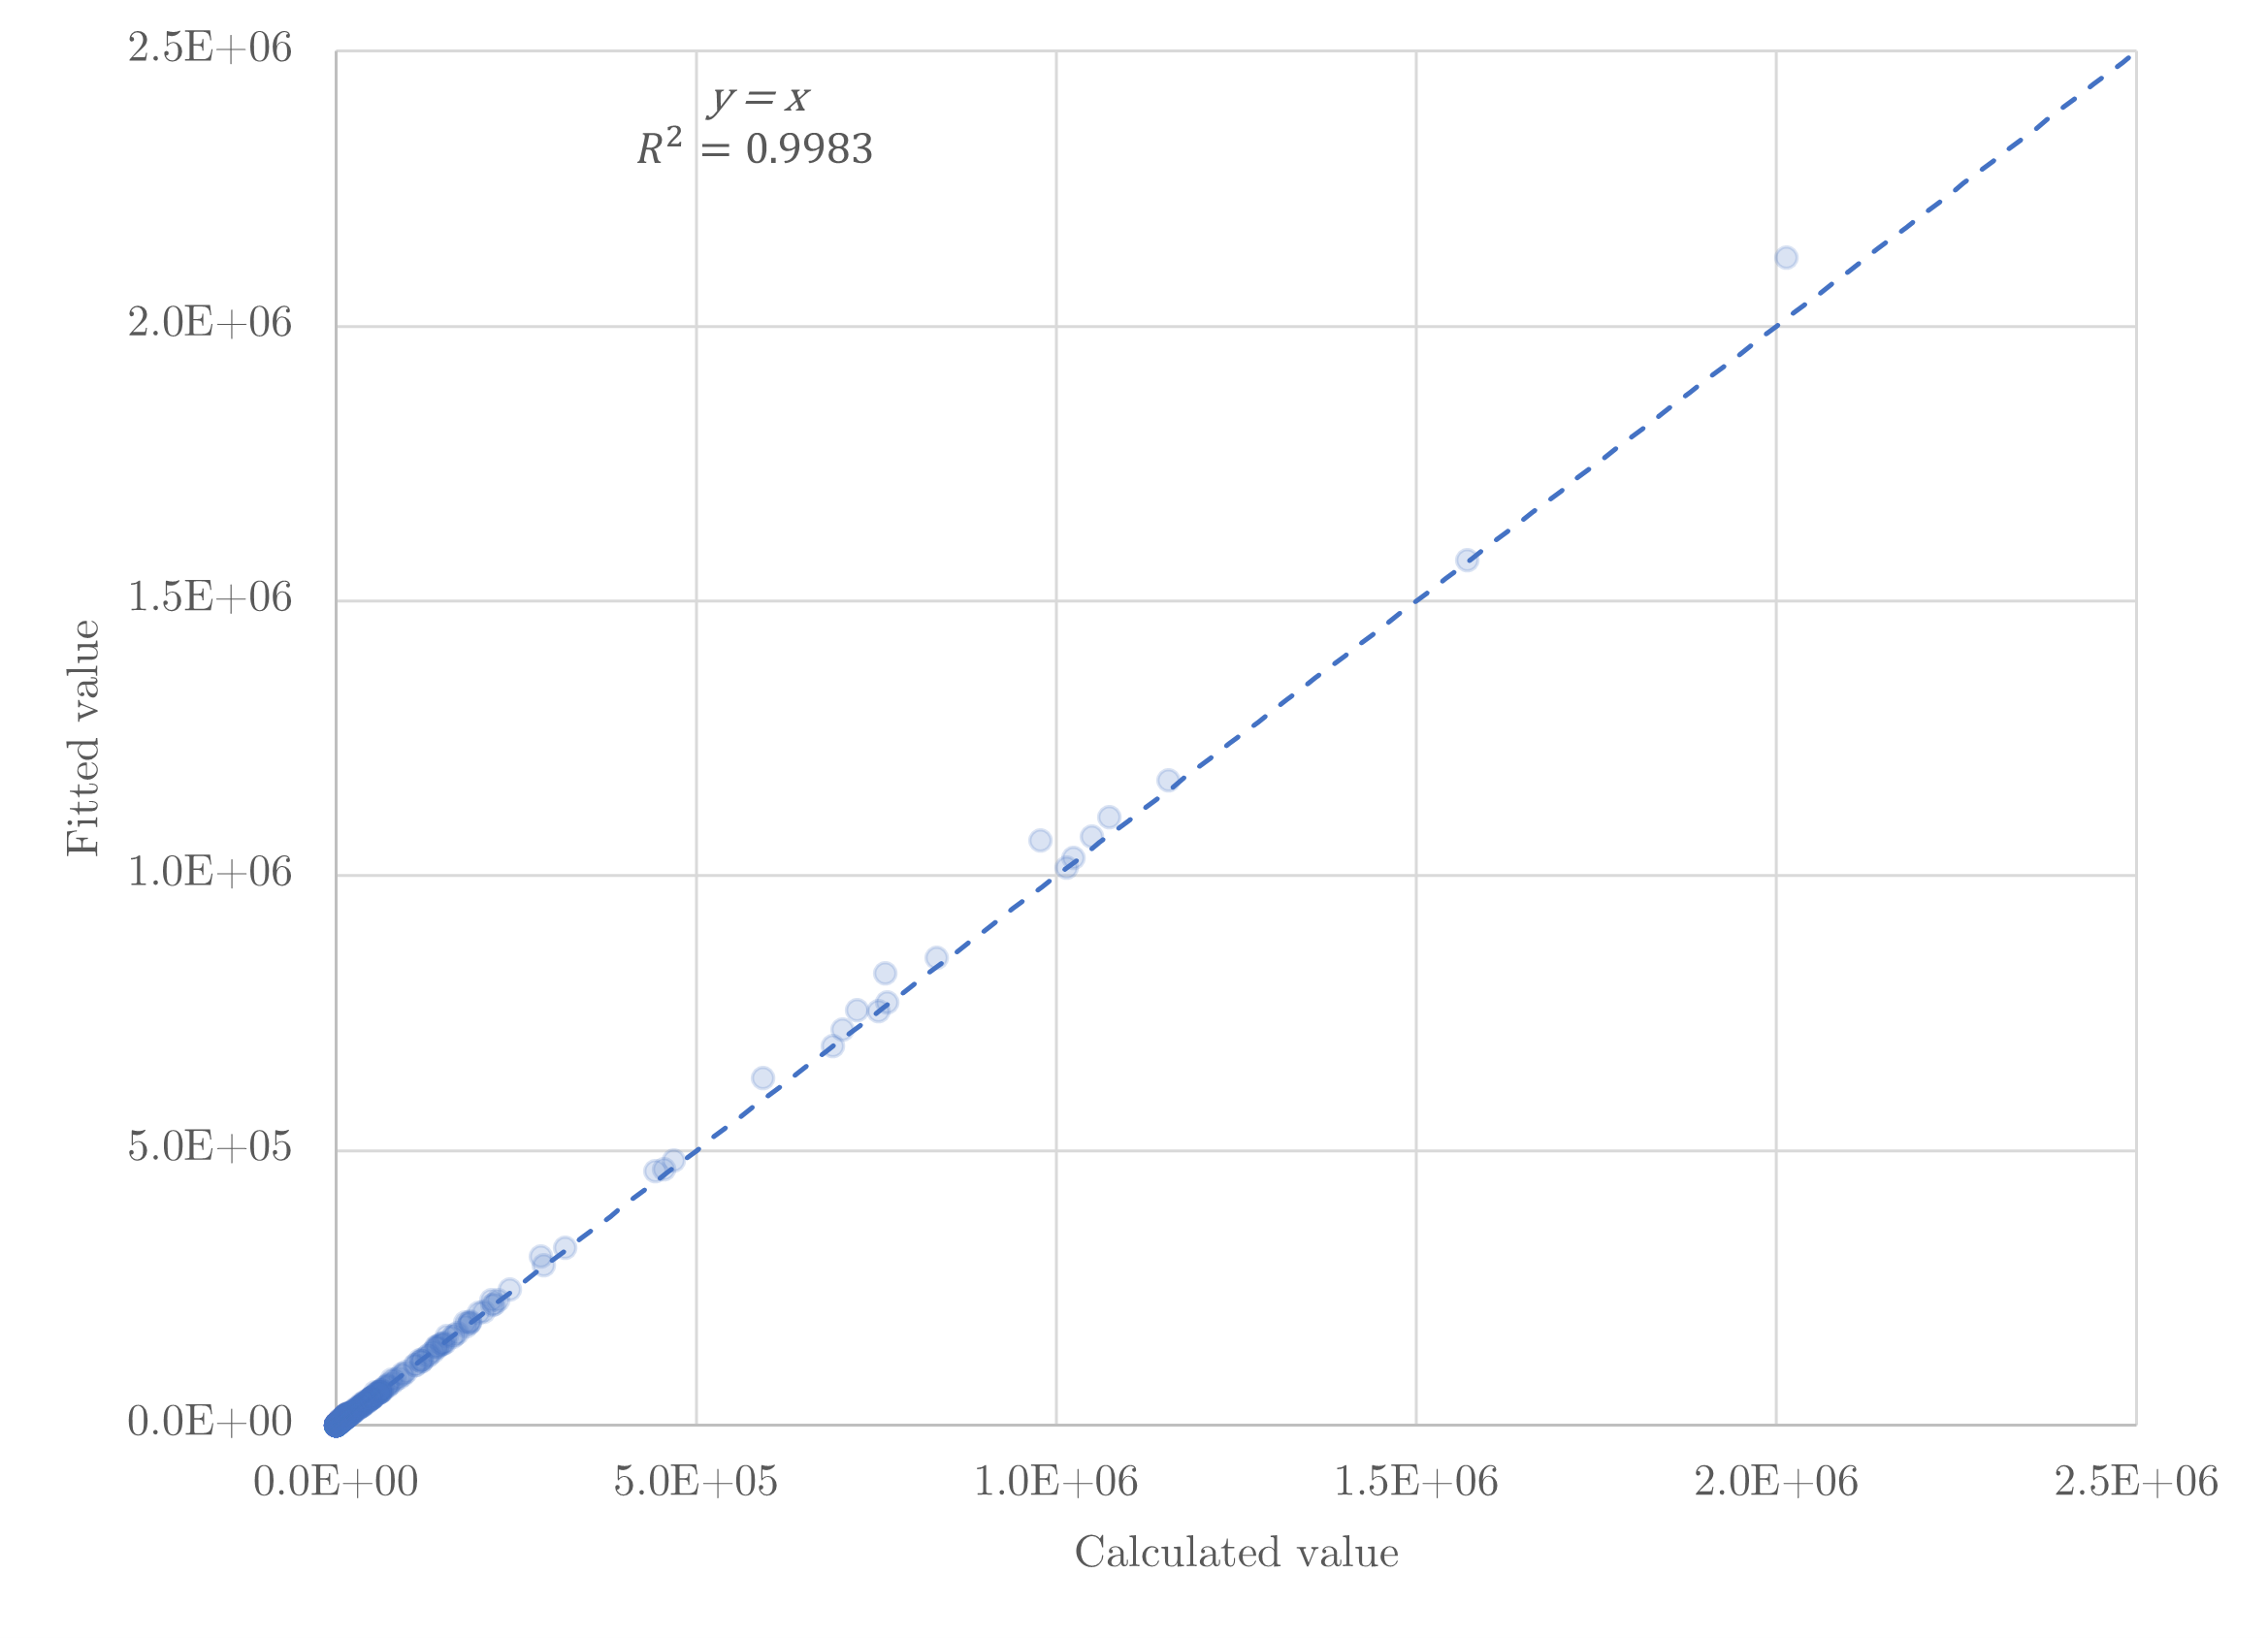 2.5E+06
y = x
R² = 0.9983
2.0E+06
1.5E+06
Fitted value
1.0E+06
5.0E+05
0.0E+00
0.0E+00 5.0E+05 1.0E+06 1.5E+06 2.0E+06 2.5E+06
Calculated value